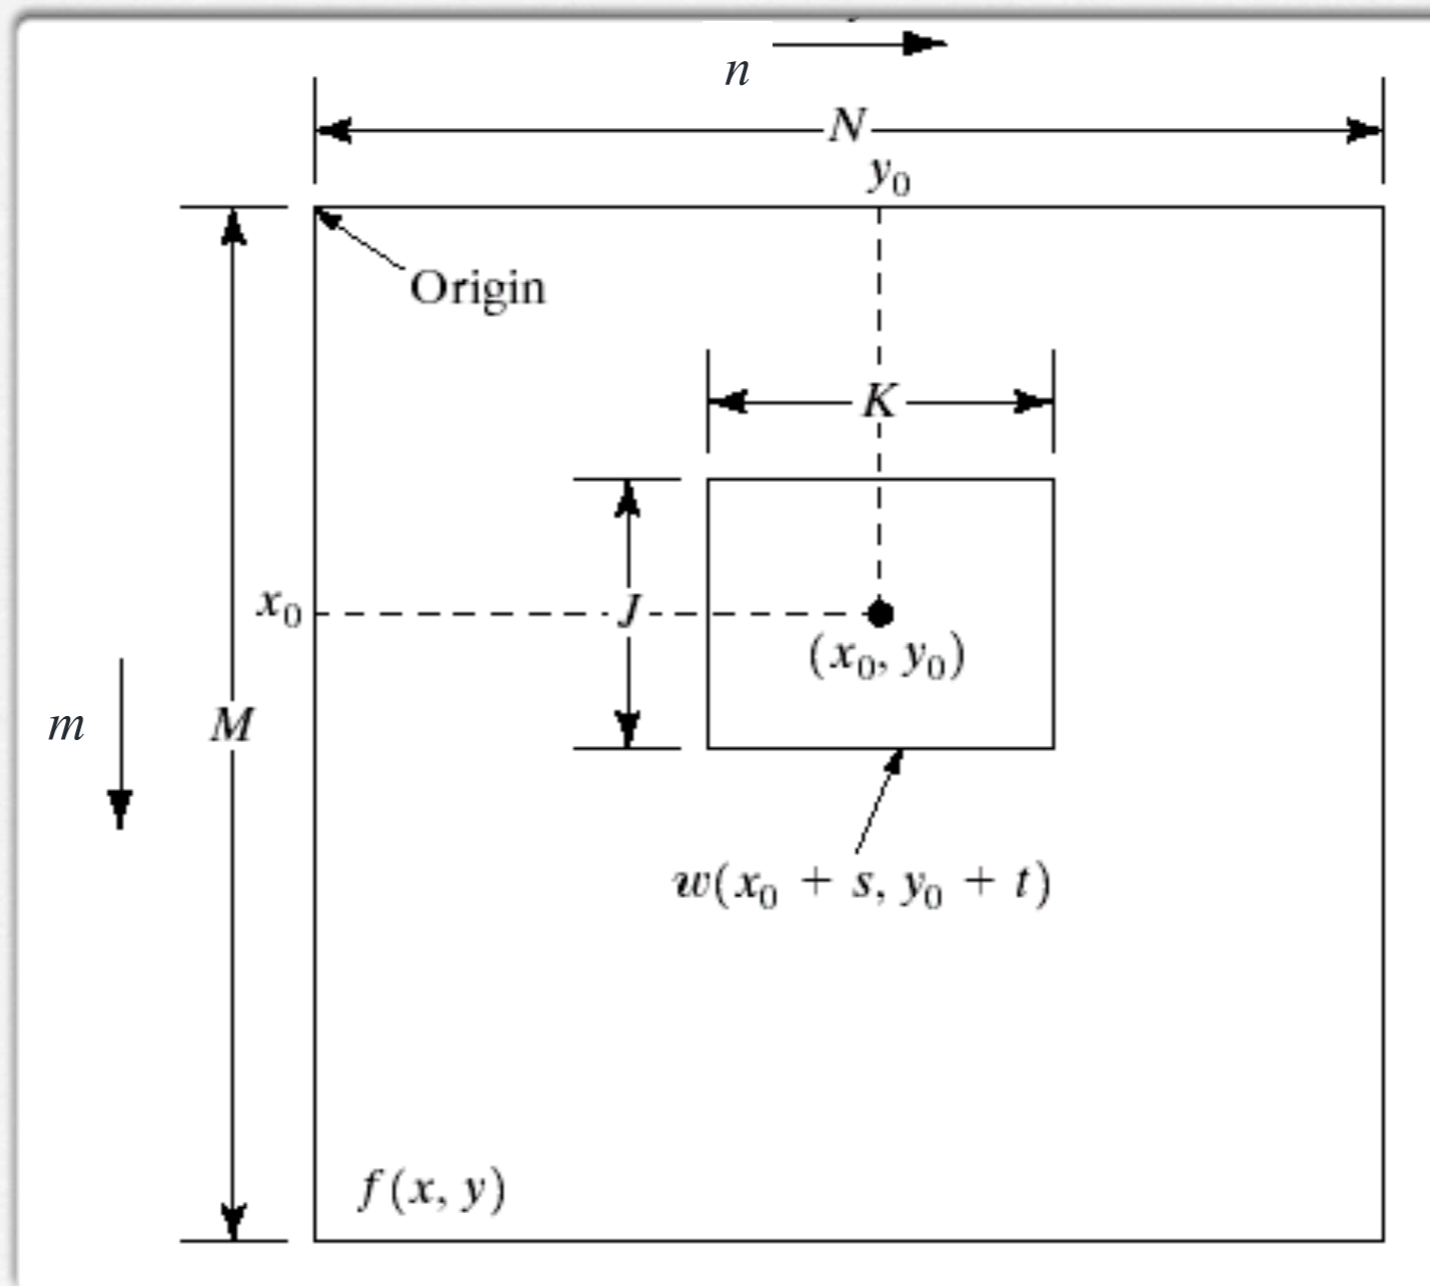 n
N
y₀
Origin
K
x₀
J
(x₀, y₀)
m
M
w(x₀ + s, y₀ + t)
f(x, y)